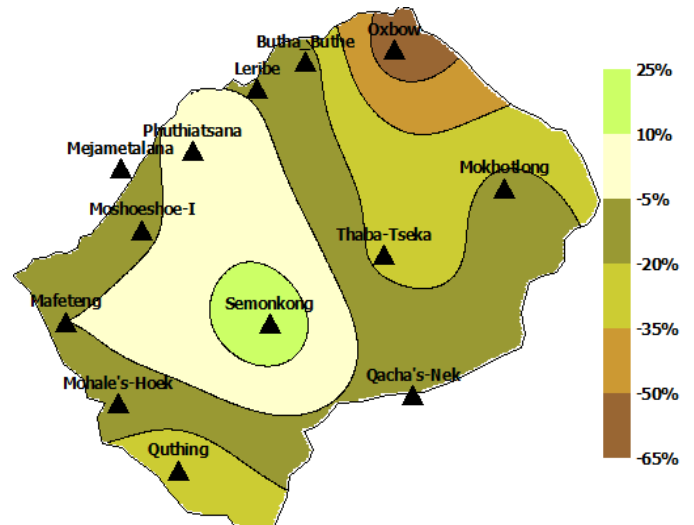 Oxbow
Butha_Buthe
Leribe
Phuthiatsana
Mejametalana
Mokhotlong
Moshoeshoe-I
Thaba-Tseka
Mafeteng
Semonkong
Qacha's-Nek
Mohale's-Hoek
Quthing
25%
10%
-5%
-20%
-35%
-50%
-65%